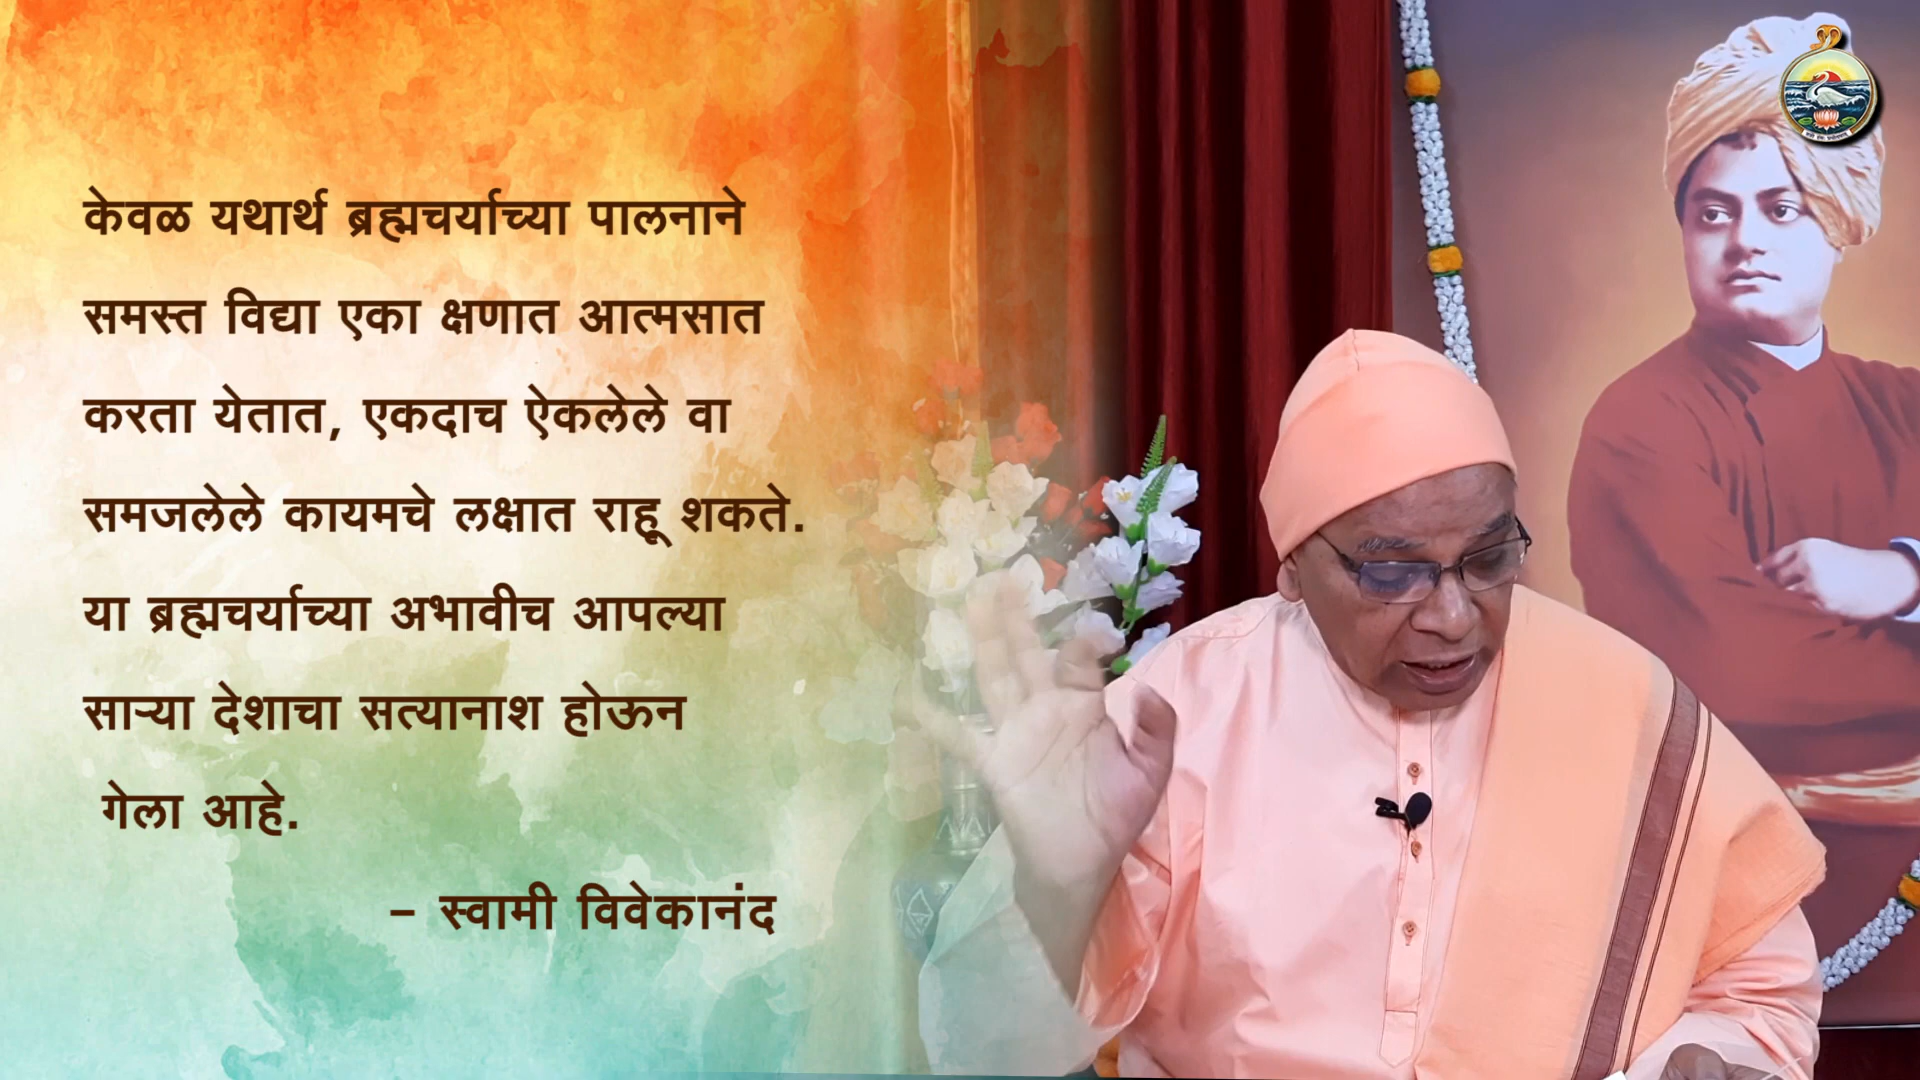 केवळ यथार्थ ब्रह्मचर्याच्या पालनाने
समस्त विद्या एका क्षणात आत्मसात
करता येतात, एकदाच ऐकलेले वा
समजलेले कायमचे लक्षात राहू शकते.
या ब्रह्मचर्याच्या अभावीच आपल्या
साऱ्या देशाचा सत्यानाश होऊन
गेला आहे.
– स्वामी विवेकानंद